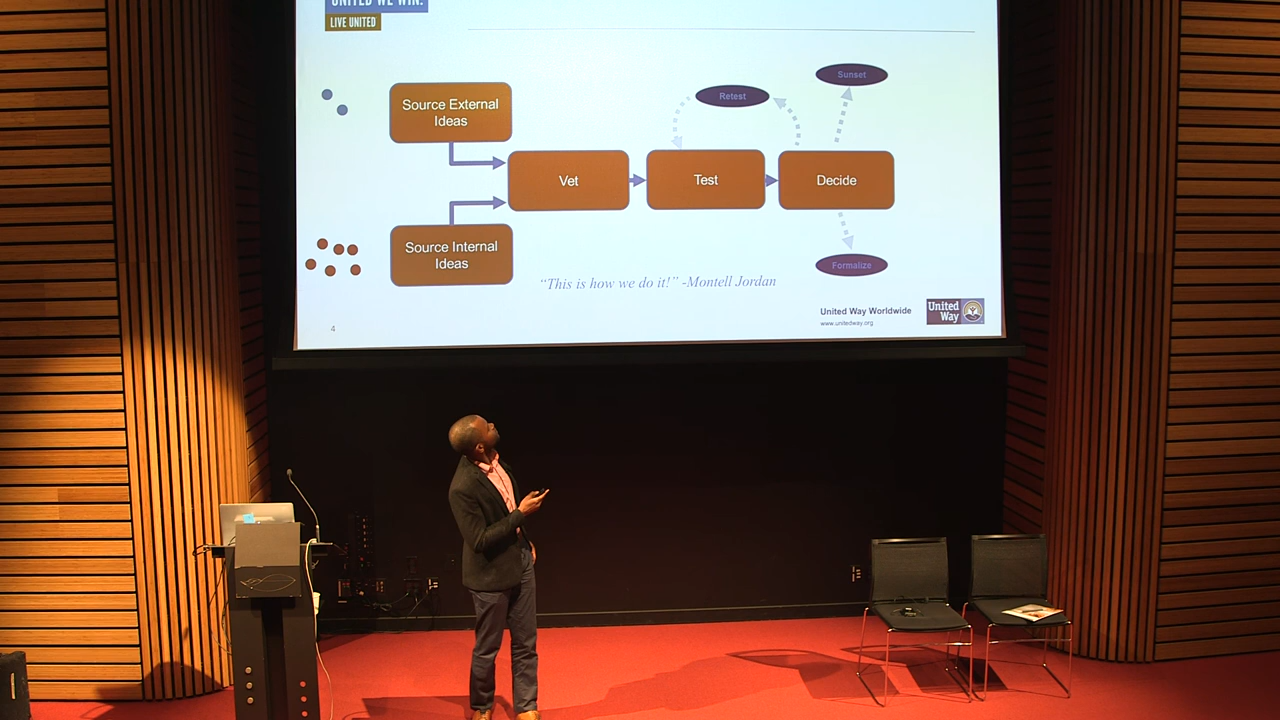 UNITED WE WIN.
LIVE UNITED
Source External
Ideas
Retest
Sunset
Vet
Test
Decide
Source Internal
Ideas
Formalize
“This is how we do it!” -Montell Jordan
4
United Way Worldwide
www.unitedway.org
United
Way